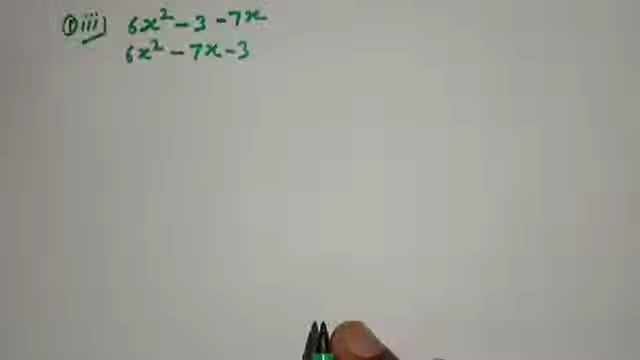 ① iii) 6x² - 3 - 7x
6x² - 7x - 3